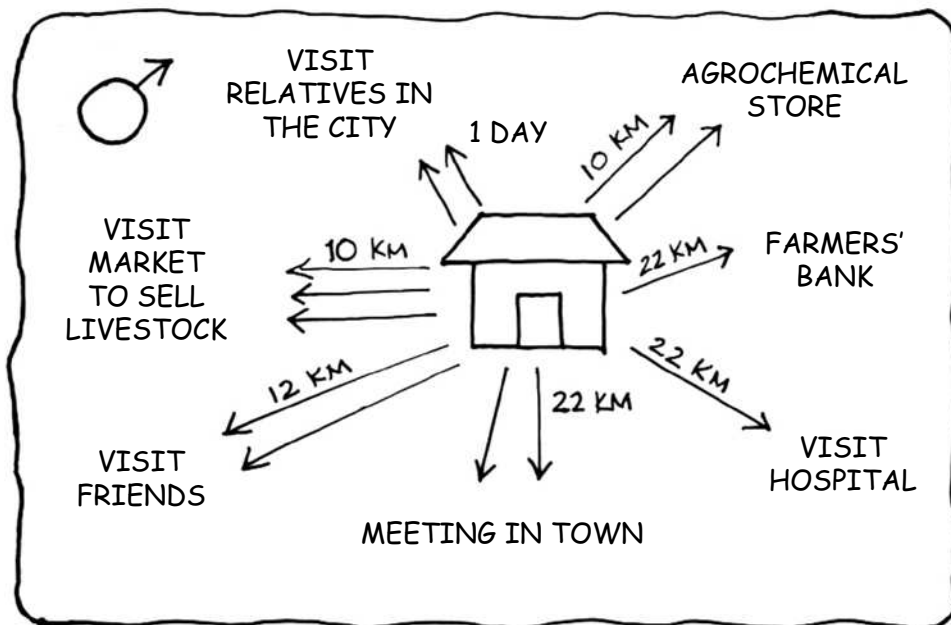 VISIT
RELATIVES IN
THE CITY
1 DAY
AGROCHEMICAL
STORE
10 KM
VISIT
MARKET
TO SELL
LIVESTOCK
10 KM
FARMERS'
BANK
22 KM
12 KM
VISIT
FRIENDS
22 KM
MEETING IN TOWN
22 KM
VISIT
HOSPITAL